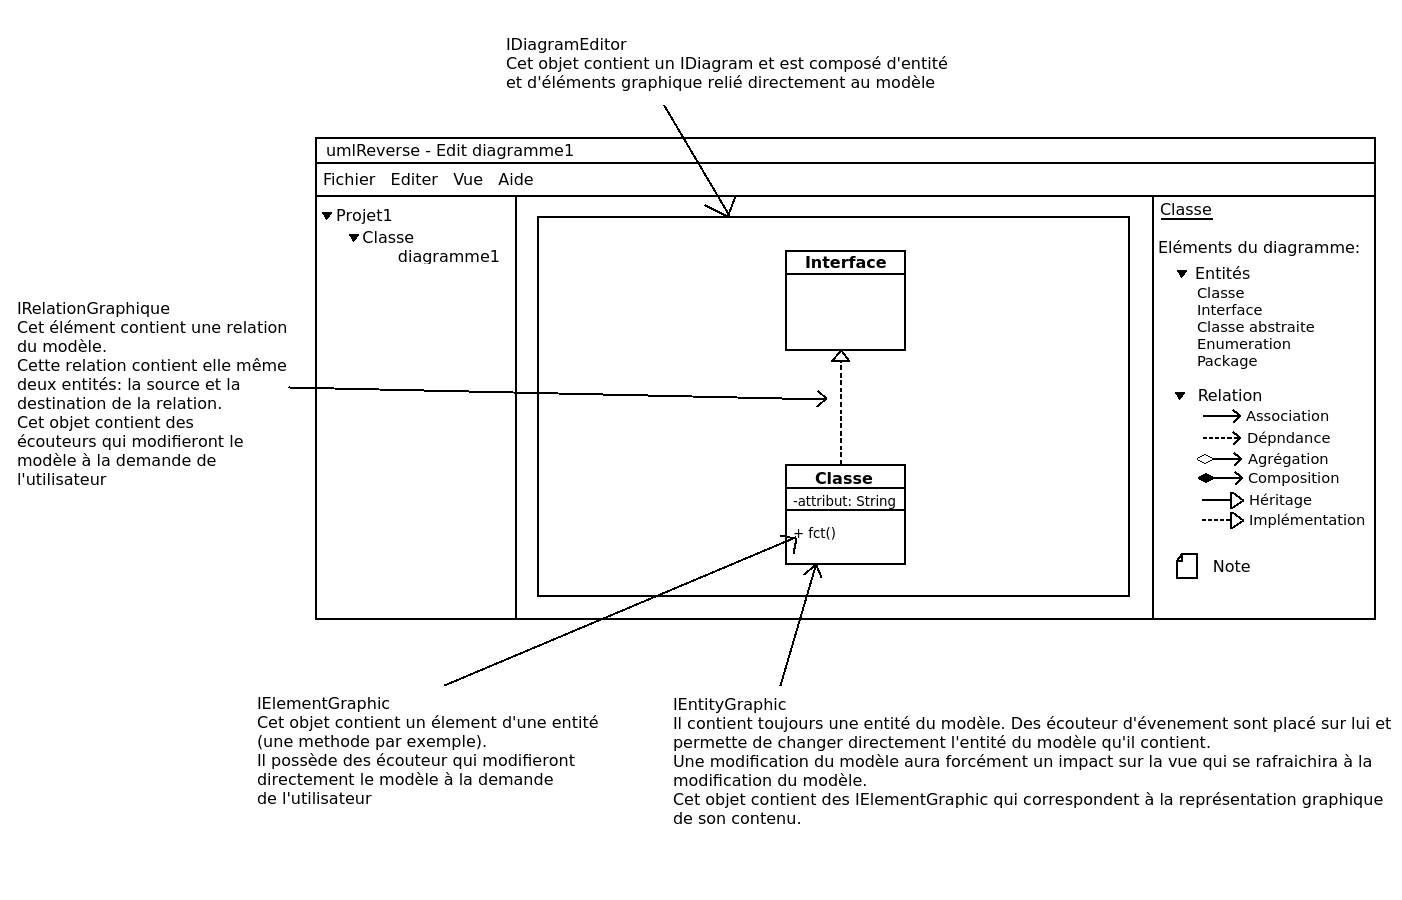 IDiagramEditor
Cet objet contient un IDiagram et est composé d'entité
et d'éléments graphique relié directement au modèle
umlReverse - Edit diagramme1
Fichier Editer Vue Aide
Projet1
Classe
diagramme1
IRelationGraphique
Cet élément contient une relation
du modèle.
Cette relation contient elle même
deux entités: la source et la
destination de la relation.
Cet objet contient des
écouteurs qui modifieront le
modèle à la demande de
l'utilisateur
Interface
Classe
-attribut: String
+ fct()
Classe
Eléments du diagramme:
Entités
Classe
Interface
Classe abstraite
Enumeration
Package
Relation
Association
Dépndance
Agrégation
Composition
Héritage
Implémentation
Note
IElementGraphic
Cet objet contient un élement d'une entité
(une methode par exemple).
Il possède des écouteur qui modifieront
directement le modèle à la demande
de l'utilisateur
IEntityGraphic
Il contient toujours une entité du modèle. Des écouteur d'évenement sont placé sur lui et
permette de changer directement l'entité du modèle qu'il contient.
Une modification du modèle aura forcément un impact sur la vue qui se rafraichira à la
modification du modèle.
Cet objet contient des IElementGraphic qui correspondent à la représentation graphique
de son contenu.